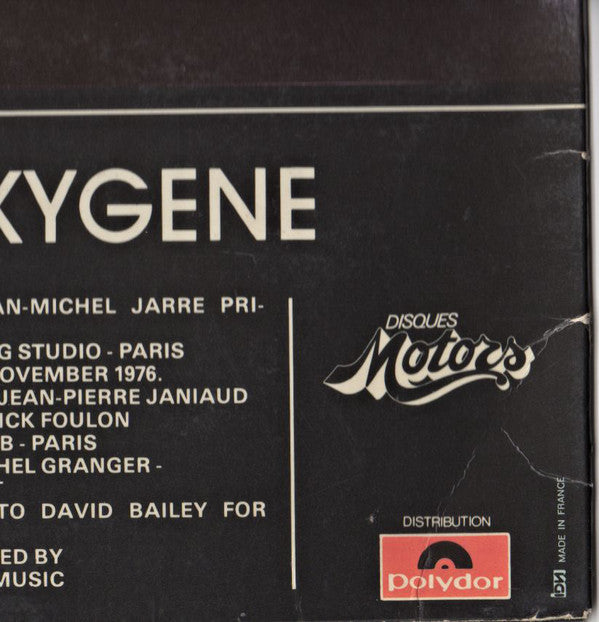 XYGENE
AN-MICHEL JARRE PRI-
G STUDIO - PARIS
OVEMBER 1976.
JEAN-PIERRE JANIAUD
ICK FOULON
B - PARIS
HEL GRANGER -
TO DAVID BAILEY FOR
ED BY
MUSIC
DISQUES
Motors
DISTRIBUTION
polydor
MADE IN FRANCE